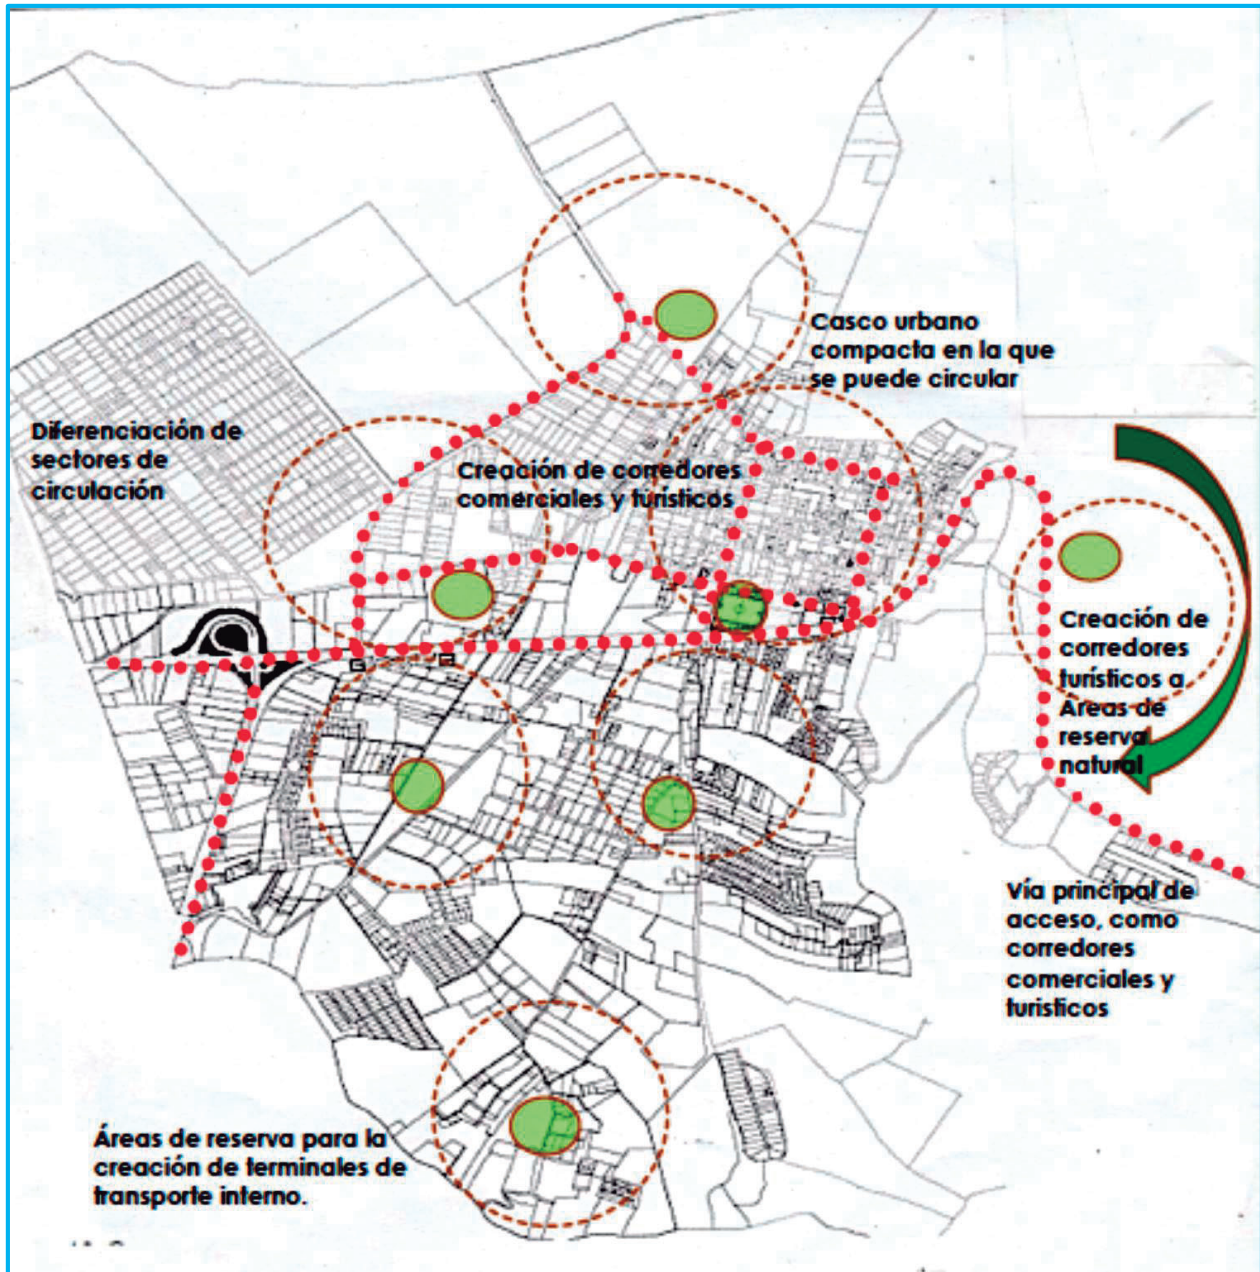 Casco urbano
compacta en la que
se puede circular
Diferenciación de
sectores de
circulación
Creación de corredores
comerciales y turísticos
Creación de
corredores
turísticos a
Áreas de
reserva
natural
Vía principal de
acceso, como
corredores
comerciales y
turisticos
Áreas de reserva para la
creación de terminales de
transporte interno.